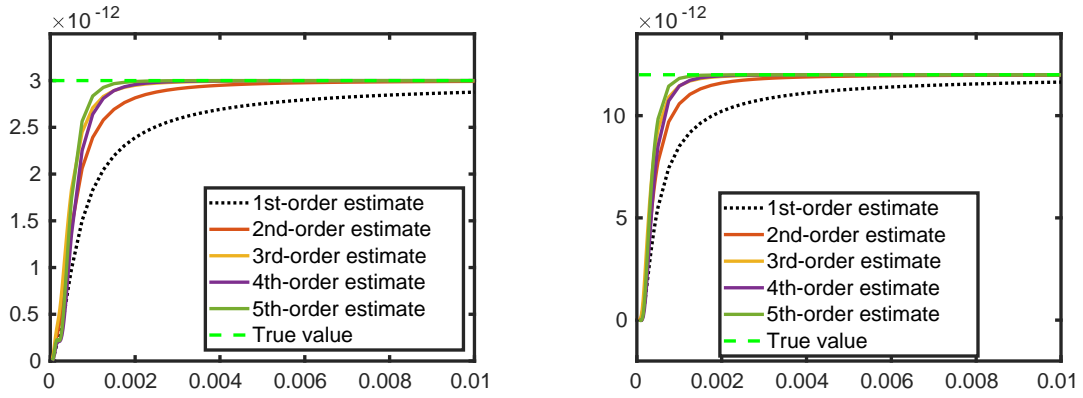 ×10⁻¹²
3
2.5
2
1.5
1
0.5
0
0 0.002 0.004 0.006 0.008 0.01
1st-order estimate
2nd-order estimate
3rd-order estimate
4th-order estimate
5th-order estimate
True value
×10⁻¹²
10
5
0
0 0.002 0.004 0.006 0.008 0.01
1st-order estimate
2nd-order estimate
3rd-order estimate
4th-order estimate
5th-order estimate
True value